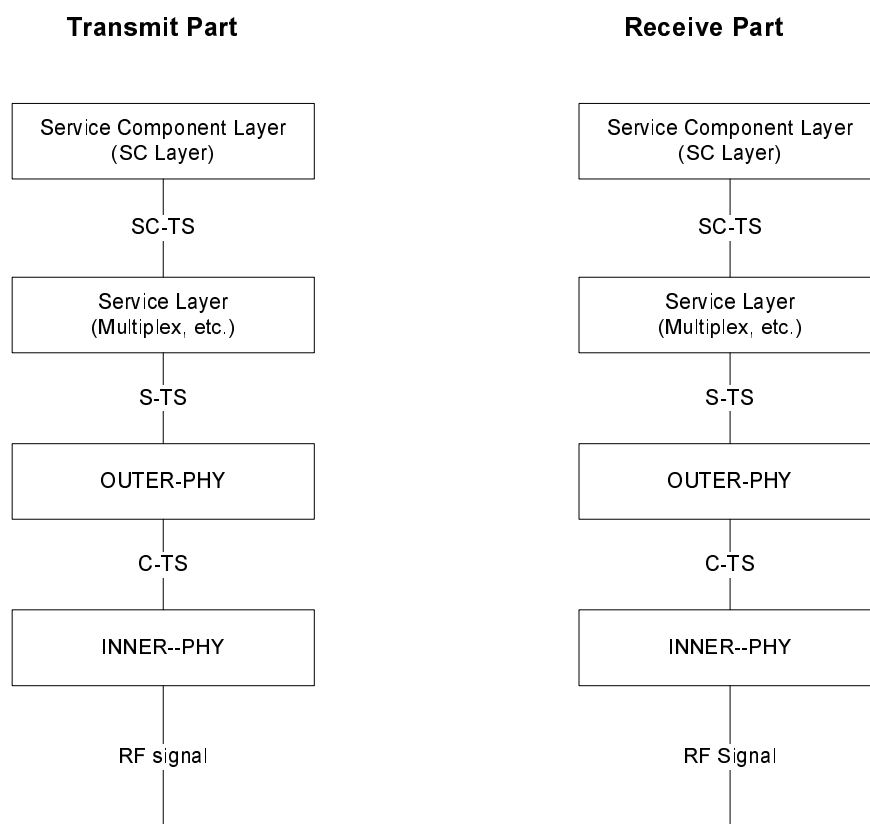 Transmit Part
Receive Part
Service Component Layer
(SC Layer)
Service Component Layer
(SC Layer)
SC-TS
SC-TS
Service Layer
(Multiplex, etc.)
Service Layer
(Multiplex, etc.)
S-TS
S-TS
OUTER-PHY
OUTER-PHY
C-TS
C-TS
INNER--PHY
INNER--PHY
RF signal
RF Signal